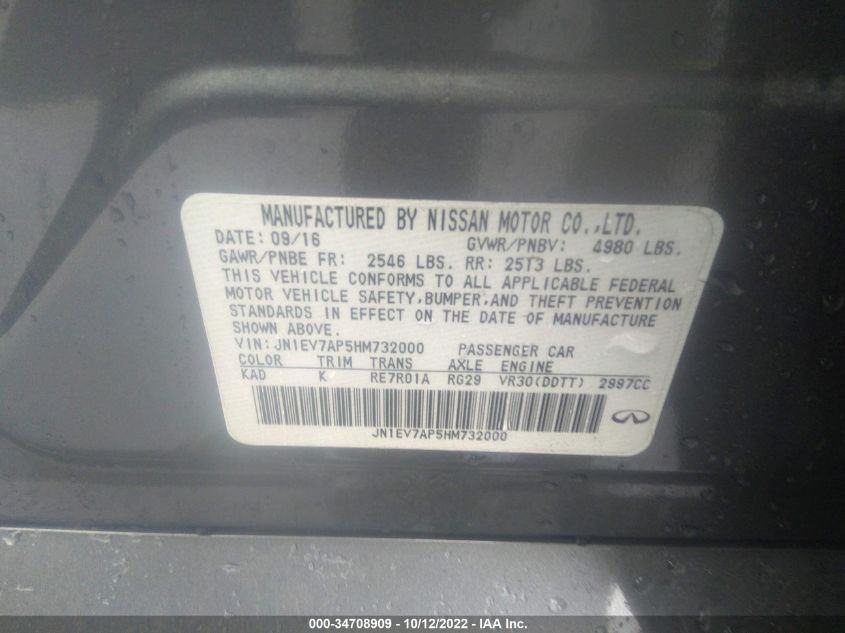 MANUFACTURED BY NISSAN MOTOR CO.,LTD.
DATE: 09/16 GVWR/PNBV: 4980 LBS.
GAWR/PNBE FR: 2546 LBS. RR: 2513 LBS.
THIS VEHICLE CONFORMS TO ALL APPLICABLE FEDERAL
MOTOR VEHICLE SAFETY,BUMPER,AND THEFT PREVENTION
STANDARDS IN EFFECT ON THE DATE OF MANUFACTURE
SHOWN ABOVE.
VIN: JN1EV7AP5HM732000 PASSENGER CAR
COLOR TRIM TRANS AXLE ENGINE
KAD K RE7R01A RG29 VR30(DDTT) 2997CC
JN1EV7AP5HM732000
000-34708909 - 10/12/2022 - IAA Inc.